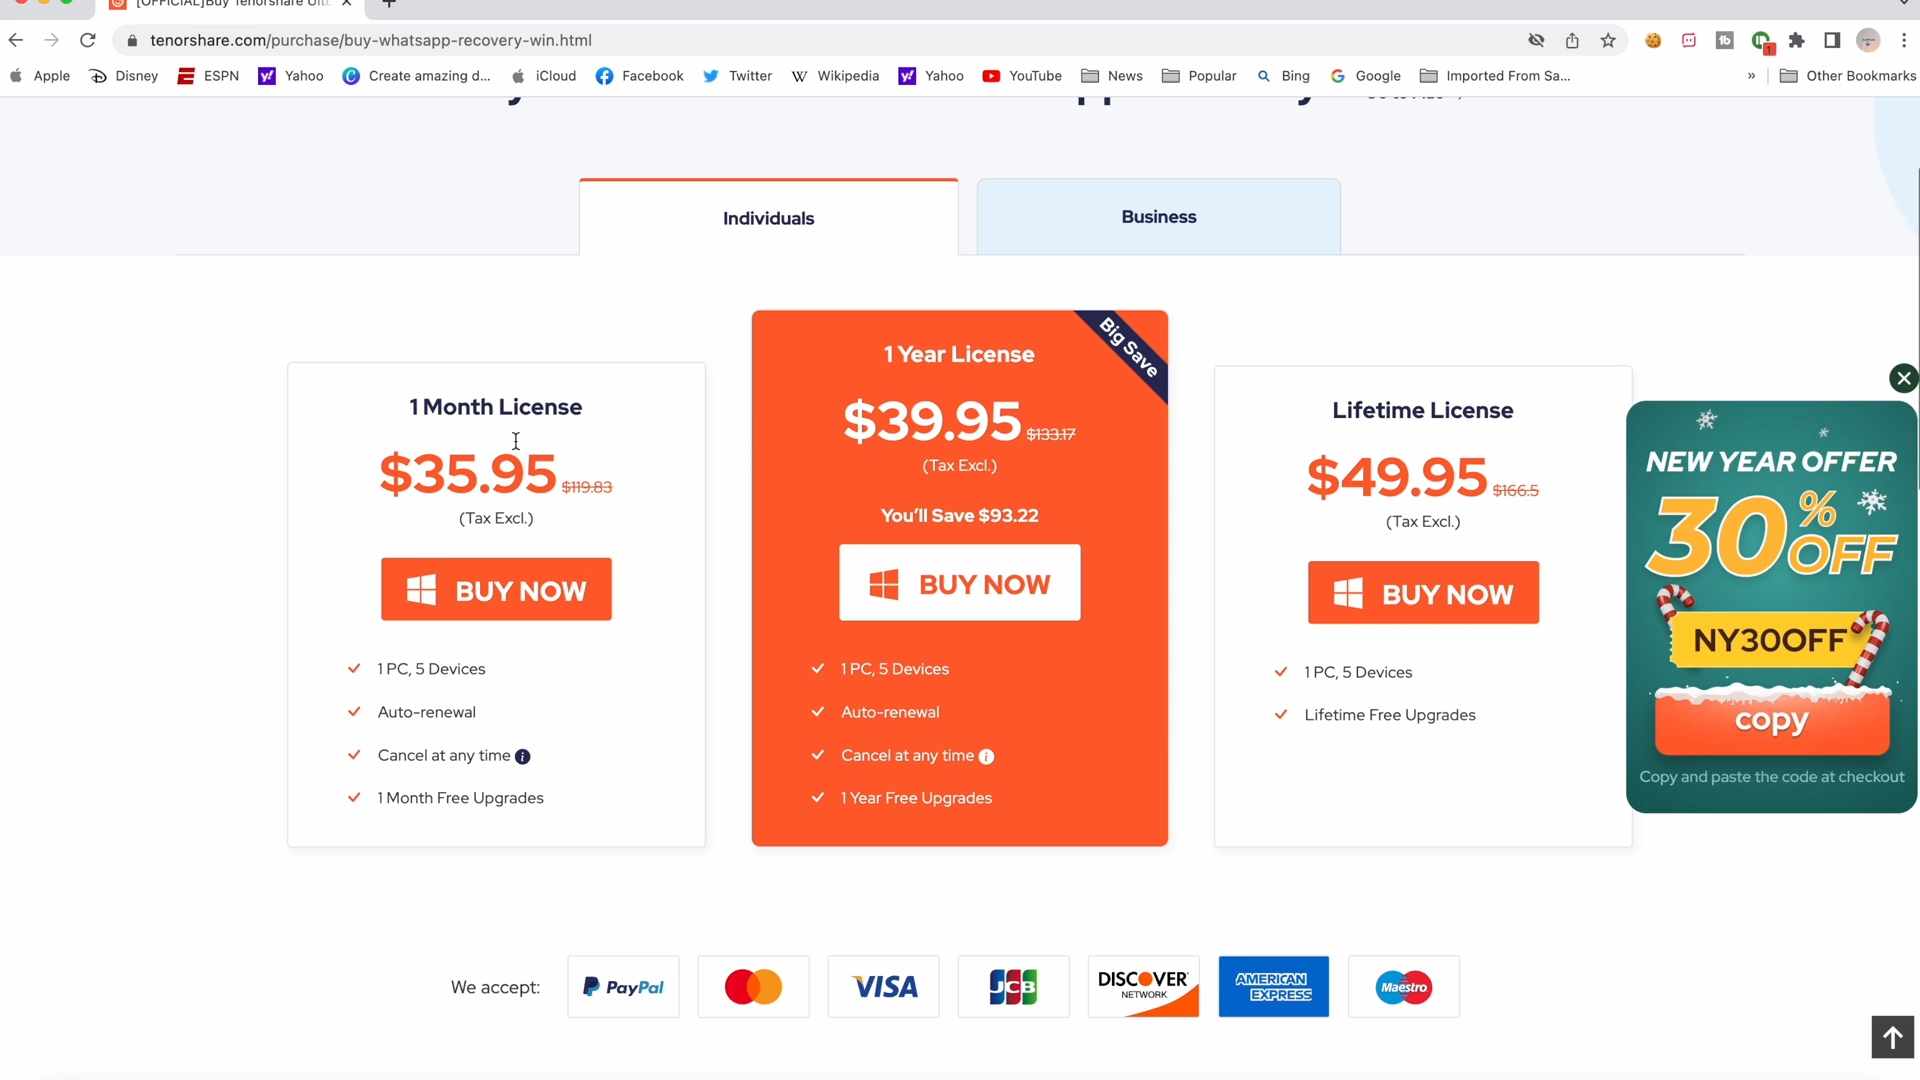 [OFFICIAL]Buy Tenorshare Ult
tenorshare.com/purchase/buy-whatsapp-recovery-win.html
1
Apple Disney ESPN Yahoo Create amazing d... iCloud Facebook Twitter Wikipedia Yahoo YouTube News Popular Bing Google Imported From Sa... » Other Bookmarks
Individuals
Business
1 Month License
$35.95 $119.83
(Tax Excl.)
BUY NOW
1 PC, 5 Devices
Auto-renewal
Cancel at any time
1 Month Free Upgrades
Big Save
1 Year License
$39.95 $133.17
(Tax Excl.)
You'll Save $93.22
BUY NOW
1 PC, 5 Devices
Auto-renewal
Cancel at any time
1 Year Free Upgrades
Lifetime License
$49.95 $166.5
(Tax Excl.)
BUY NOW
1 PC, 5 Devices
Lifetime Free Upgrades
NEW YEAR OFFER
30% OFF
NY30OFF
copy
Copy and paste the code at checkout
We accept: PayPal VISA JCB DISCOVER NETWORK AMERICAN EXPRESS Maestro